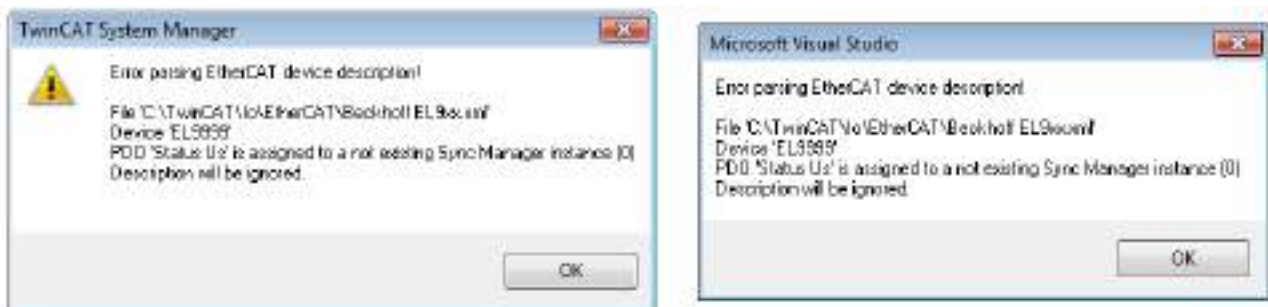 TwinCAT System Manager
Error parsing EtherCAT device description!
File 'C:\TwinCAT\Io\EtherCAT\Beckhoff EL9xx.xml'
Device 'EL9999'
PDO 'Status Us' is assigned to a not existing Sync Manager instance (0)
Description will be ignored.
OK
Microsoft Visual Studio
Error parsing EtherCAT device description!
File 'C:\TwinCAT\Io\EtherCAT\Beckhoff EL9xx.xml'
Device 'EL9999'
PDO 'Status Us' is assigned to a not existing Sync Manager instance (0)
Description will be ignored.
OK